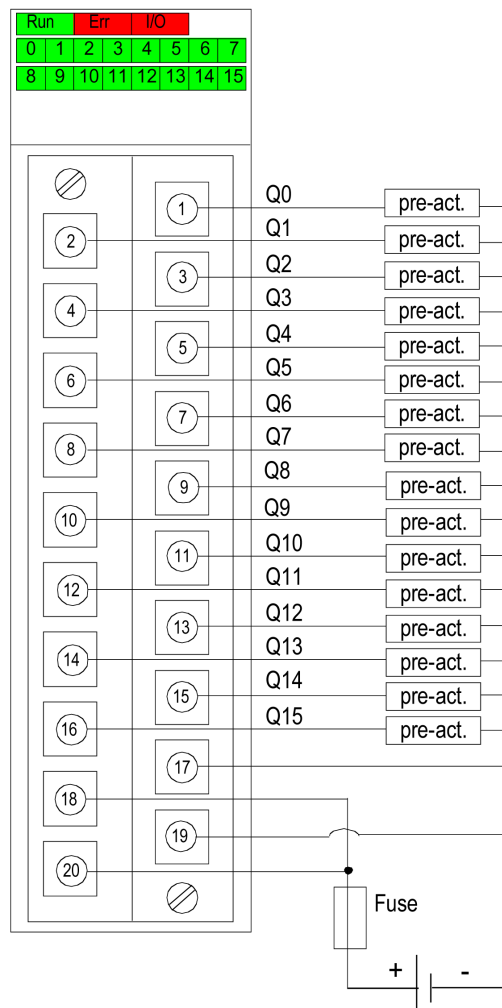 Run Err I/O
0 1 2 3 4 5 6 7
8 9 10 11 12 13 14 15
1 Q0 pre-act.
2 Q1 pre-act.
3 Q2 pre-act.
4 Q3 pre-act.
5 Q4 pre-act.
6 Q5 pre-act.
7 Q6 pre-act.
8 Q7 pre-act.
9 Q8 pre-act.
10 Q9 pre-act.
11 Q10 pre-act.
12 Q11 pre-act.
13 Q12 pre-act.
14 Q13 pre-act.
15 Q14 pre-act.
16 Q15 pre-act.
17
18
19
20
Fuse
+ -